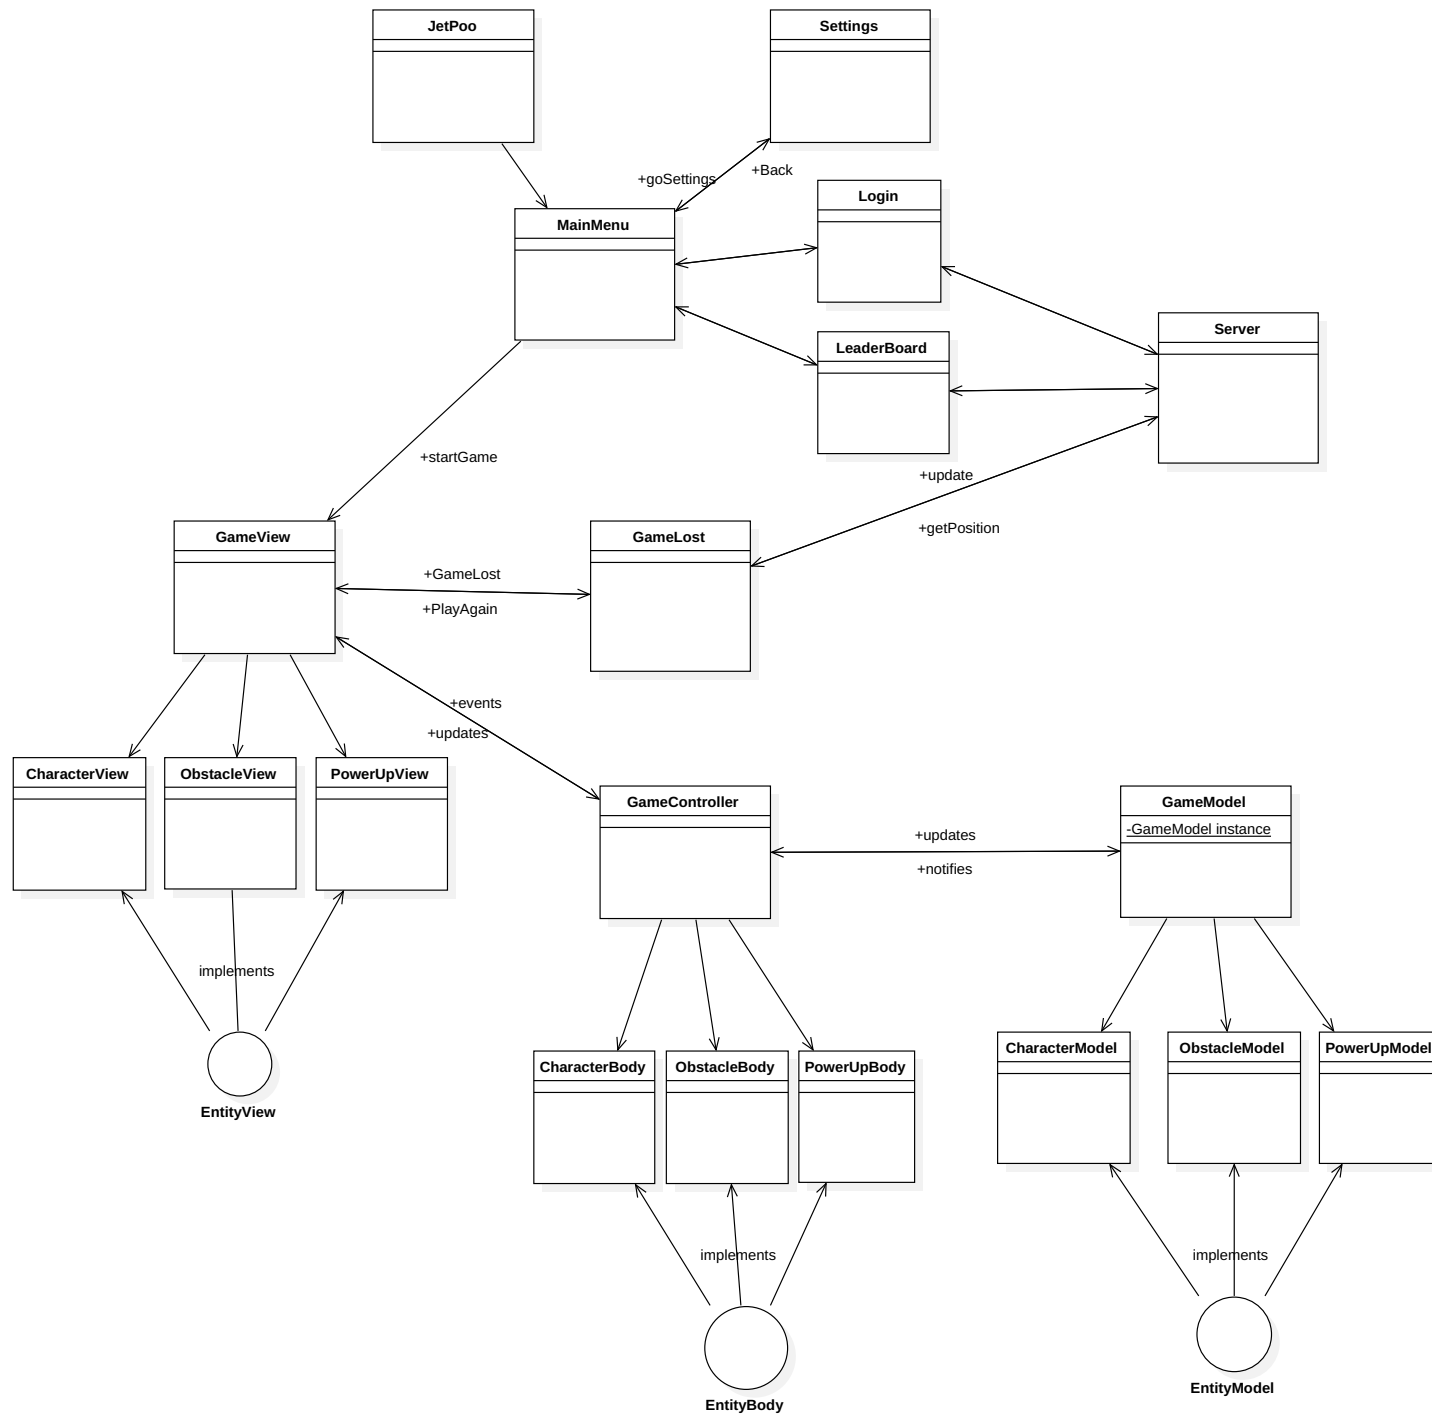 JetPoo
Settings
+goSettings
+Back
MainMenu
Login
LeaderBoard
Server
+startGame
+update
+getPosition
GameView
GameLost
+GameLost
+PlayAgain
+events
+updates
CharacterView
ObstacleView
PowerUpView
GameController
GameModel
-GameModel instance
+updates
+notifies
implements
EntityView
CharacterBody
ObstacleBody
PowerUpBody
CharacterModel
ObstacleModel
PowerUpModel
implements
implements
EntityBody
EntityModel